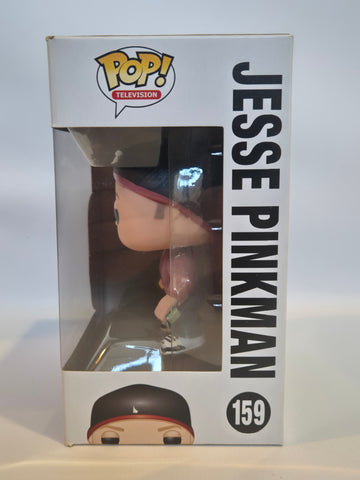 POP!
TELEVISION
JESSE PINKMAN
159